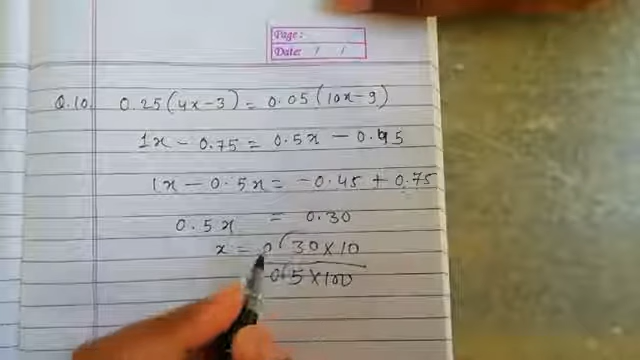 Page:
Date: / /
Q.10. 0.25(4x-3) = 0.05(10x-9)
1x - 0.75 = 0.5x - 0.45
1x - 0.5x = -0.45 + 0.75
0.5x = 0.30
x = 0(30×10
0(5×100